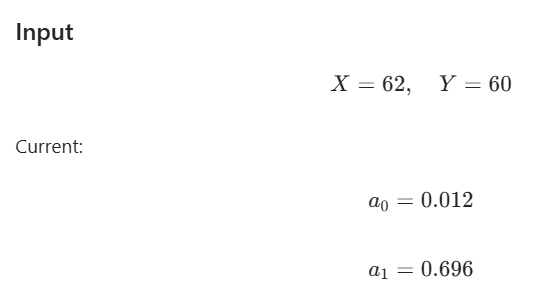 Input
X = 62, Y = 60
Current:
a₀ = 0.012
a₁ = 0.696